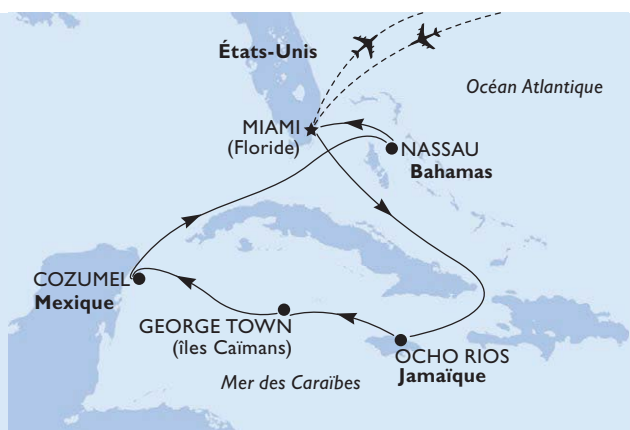 États-Unis
Océan Atlantique
MIAMI
(Floride)
NASSAU
Bahamas
COZUMEL
Mexique
GEORGE TOWN
(îles Caïmans)
OCHO RIOS
Jamaïque
Mer des Caraïbes